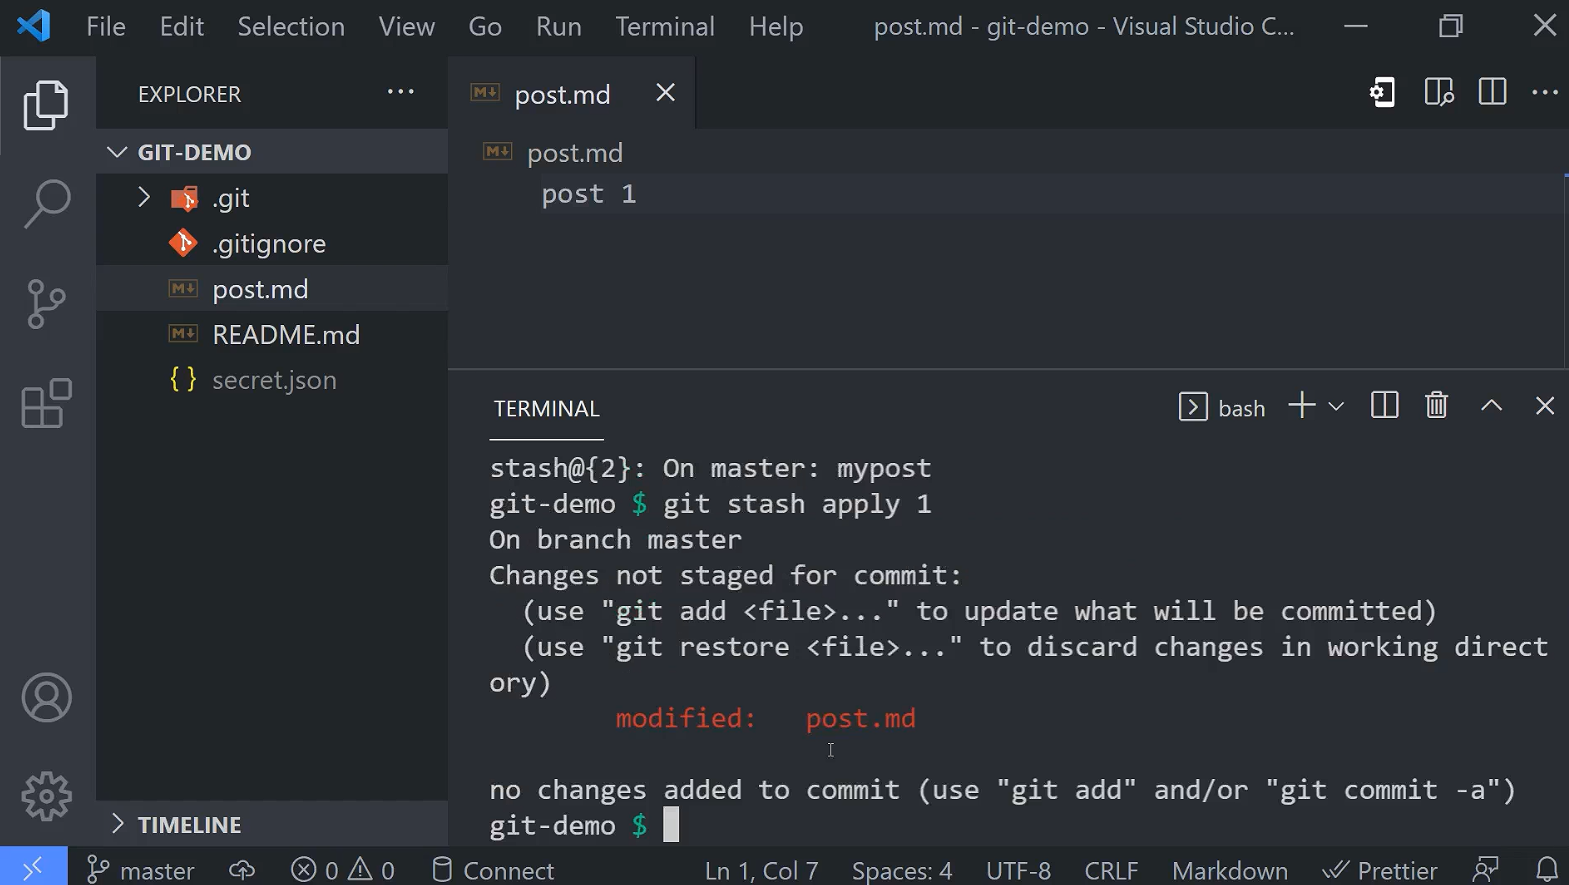 File Edit Selection View Go Run Terminal Help post.md - git-demo - Visual Studio C...
EXPLORER ...
GIT-DEMO
.git
.gitignore
post.md
README.md
{ } secret.json
TIMELINE
post.md
post.md
post 1
TERMINAL
bash
stash@{2}: On master: mypost
git-demo $ git stash apply 1
On branch master
Changes not staged for commit:
(use "git add <file>..." to update what will be committed)
(use "git restore <file>..." to discard changes in working direct
ory)
modified: post.md
no changes added to commit (use "git add" and/or "git commit -a")
git-demo $
master 0 0 Connect Ln 1, Col 7 Spaces: 4 UTF-8 CRLF Markdown Prettier